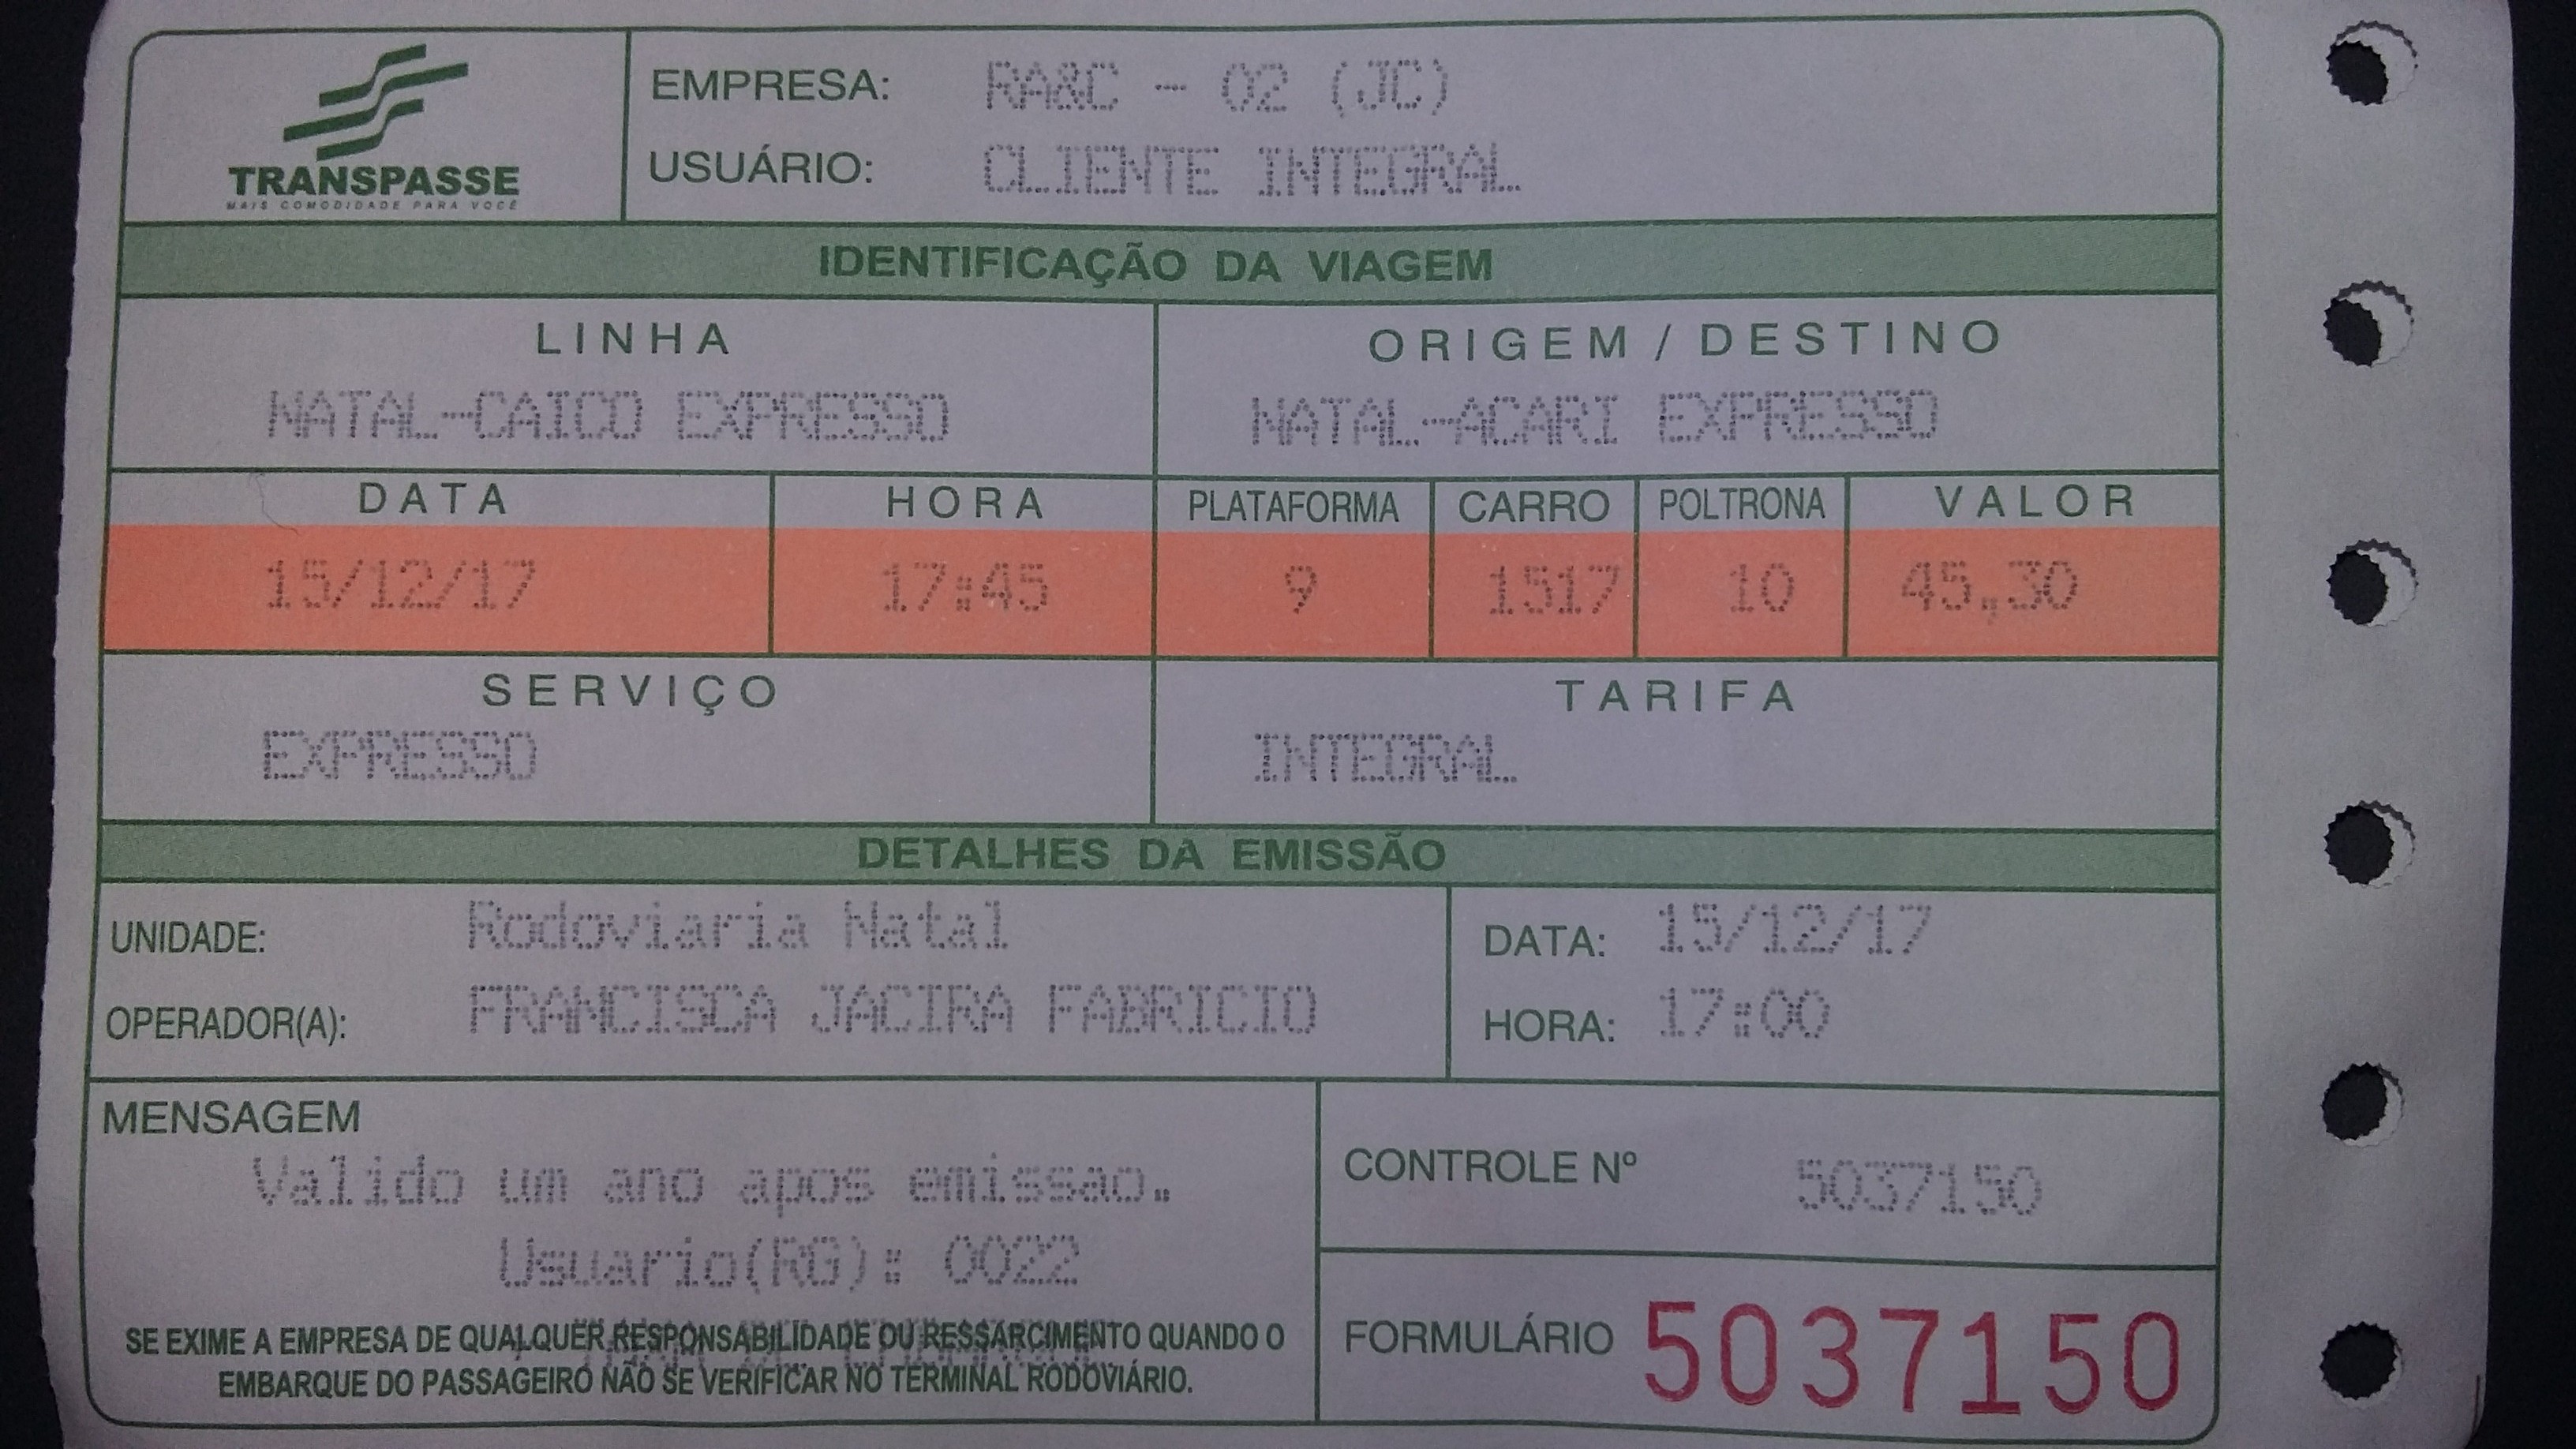 TRANSPASSE
MAIS COMODIDADE PARA VOCÊ
EMPRESA: RA&C - 02 (JC)
USUÁRIO: CLIENTE INTEGRAL
IDENTIFICAÇÃO DA VIAGEM
LINHA ORIGEM / DESTINO
NATAL-CAICO EXPRESSO NATAL-ACARI EXPRESSO
DATA HORA PLATAFORMA CARRO POLTRONA VALOR
15/12/17 17:45 9 1517 10 45,30
SERVIÇO TARIFA
EXPRESSO INTEGRAL
DETALHES DA EMISSÃO
UNIDADE: Rodoviaria Natal DATA: 15/12/17
OPERADOR(A): FRANCISCA JACIRA FABRICIO HORA: 17:00
MENSAGEM
Valido um ano apos emissao.
Usuario(RG): 0022
CONTROLE Nº 5037150
SE EXIME A EMPRESA DE QUALQUER RESPONSABILIDADE OU RESSARCIMENTO QUANDO O
EMBARQUE DO PASSAGEIRO NÃO SE VERIFICAR NO TERMINAL RODOVIÁRIO.
FORMULÁRIO 5037150